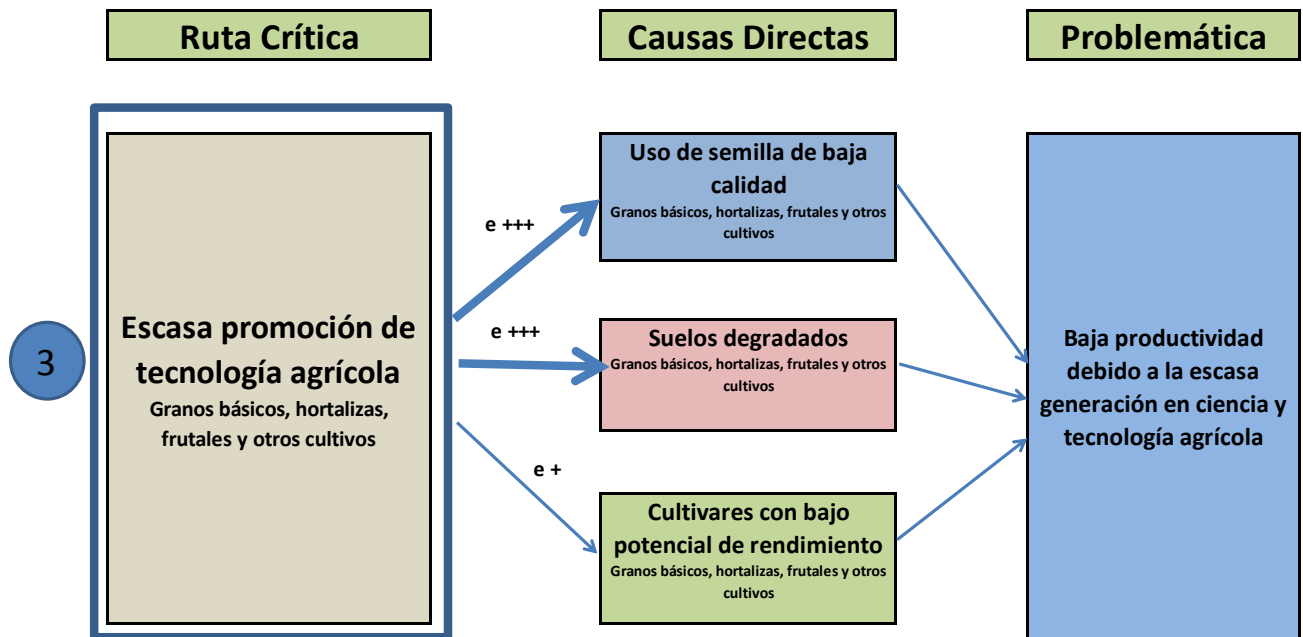 Ruta Crítica
Causas Directas
Problemática
3
Escasa promoción de
tecnología agrícola
Granos básicos, hortalizas,
frutales y otros cultivos
e +++
e +++
e +
Uso de semilla de baja
calidad
Granos básicos, hortalizas, frutales y otros
cultivos
Suelos degradados
Granos básicos, hortalizas, frutales y otros
cultivos
Cultivares con bajo
potencial de rendimiento
Granos básicos, hortalizas, frutales y otros
cultivos
Baja productividad
debido a la escasa
generación en ciencia y
tecnología agrícola